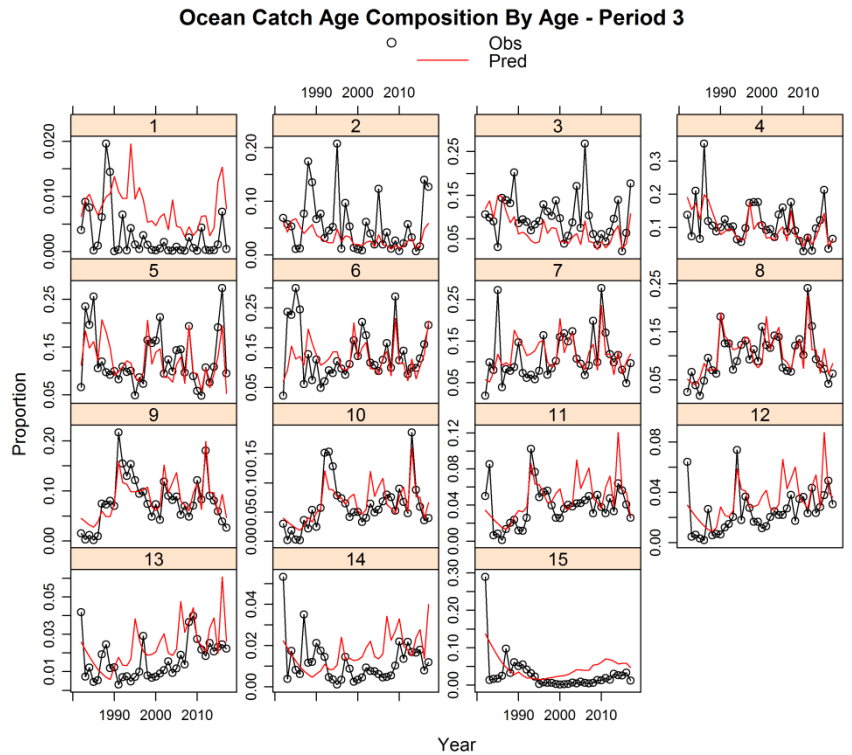 Ocean Catch Age Composition By Age - Period 3
Obs
Pred
1990 2000 2010 1990 2000 2010
1 2 3 4
0.000 0.010 0.020
0.00 0.10 0.20
0.05 0.15 0.25
0.1 0.2 0.3
5 6 7 8
0.05 0.15 0.25
0.05 0.15 0.25
0.05 0.15 0.25
0.05 0.15 0.25
9 10 11 12
0.00 0.10 0.20
0.00 0.05 0.10 0.15
0.00 0.04 0.08 0.12
0.00 0.04 0.08
13 14 15
0.01 0.03 0.05
0.00 0.02 0.04
0.00 0.10 0.20 0.30
1990 2000 2010 1990 2000 2010
Proportion
Year